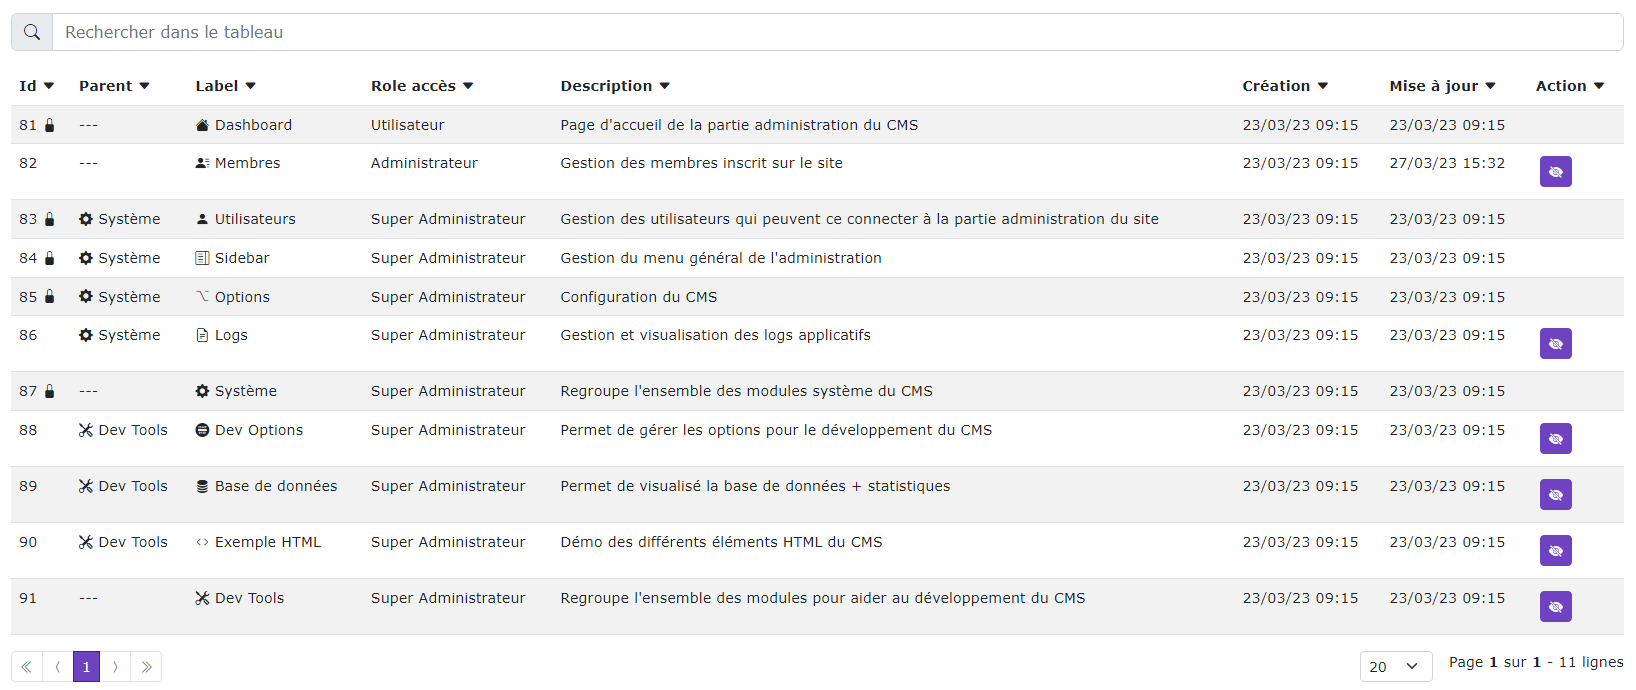 Rechercher dans le tableau
Id Parent Label Role accès Description Création Mise à jour Action
81 --- Dashboard Utilisateur Page d'accueil de la partie administration du CMS 23/03/23 09:15 23/03/23 09:15
82 --- Membres Administrateur Gestion des membres inscrit sur le site 23/03/23 09:15 27/03/23 15:32
83 Système Utilisateurs Super Administrateur Gestion des utilisateurs qui peuvent ce connecter à la partie administration du site 23/03/23 09:15 23/03/23 09:15
84 Système Sidebar Super Administrateur Gestion du menu général de l'administration 23/03/23 09:15 23/03/23 09:15
85 Système Options Super Administrateur Configuration du CMS 23/03/23 09:15 23/03/23 09:15
86 Système Logs Super Administrateur Gestion et visualisation des logs applicatifs 23/03/23 09:15 23/03/23 09:15
87 --- Système Super Administrateur Regroupe l'ensemble des modules système du CMS 23/03/23 09:15 23/03/23 09:15
88 Dev Tools Dev Options Super Administrateur Permet de gérer les options pour le développement du CMS 23/03/23 09:15 23/03/23 09:15
89 Dev Tools Base de données Super Administrateur Permet de visualisé la base de données + statistiques 23/03/23 09:15 23/03/23 09:15
90 Dev Tools Exemple HTML Super Administrateur Démo des différents éléments HTML du CMS 23/03/23 09:15 23/03/23 09:15
91 --- Dev Tools Super Administrateur Regroupe l'ensemble des modules pour aider au développement du CMS 23/03/23 09:15 23/03/23 09:15
« ‹ 1 › » 20 Page 1 sur 1 - 11 lignes